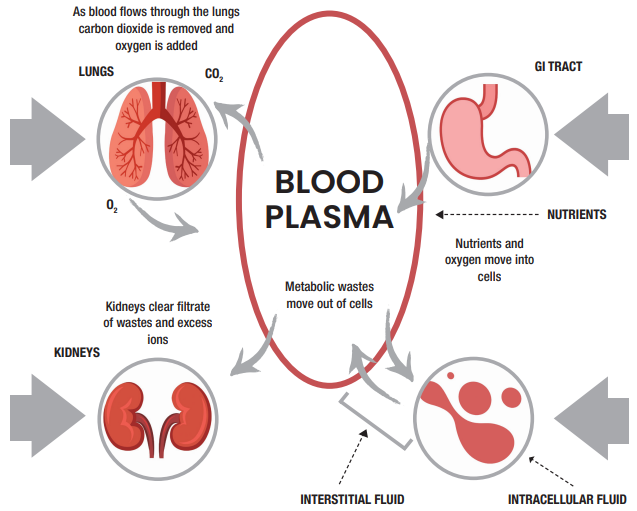 As blood flows through the lungs
carbon dioxide is removed and
oxygen is added
LUNGS
CO₂
GI TRACT
BLOOD
PLASMA
O₂
NUTRIENTS
Nutrients and
oxygen move into
cells
Metabolic wastes
move out of cells
Kidneys clear filtrate
of wastes and excess
ions
KIDNEYS
INTERSTITIAL FLUID
INTRACELLULAR FLUID